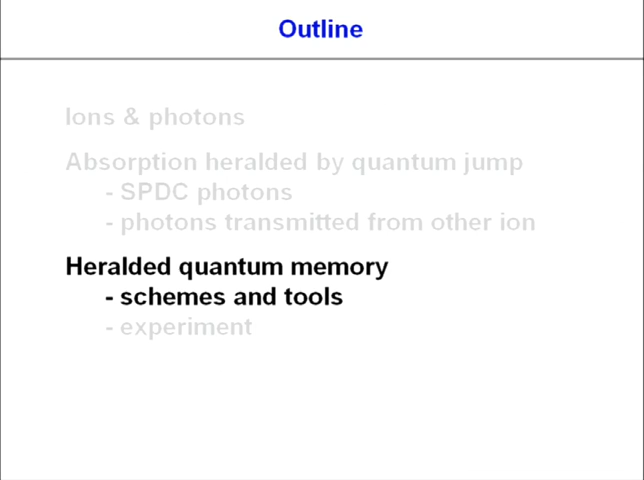 Outline
Ions & photons
Absorption heralded by quantum jump
- SPDC photons
- photons transmitted from other ion
Heralded quantum memory
- schemes and tools
- experiment